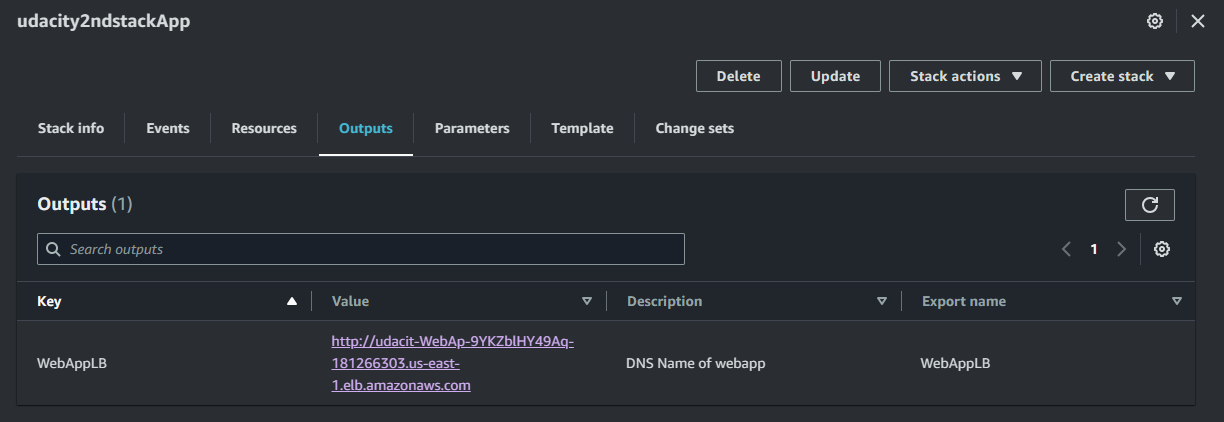 udacity2ndstackApp
Delete Update Stack actions Create stack
Stack info Events Resources Outputs Parameters Template Change sets
Outputs (1)
Search outputs
1
Key Value Description Export name
WebAppLB http://udacit-WebAp-9YKZblHY49Aq- DNS Name of webapp WebAppLB
181266303.us-east-
1.elb.amazonaws.com